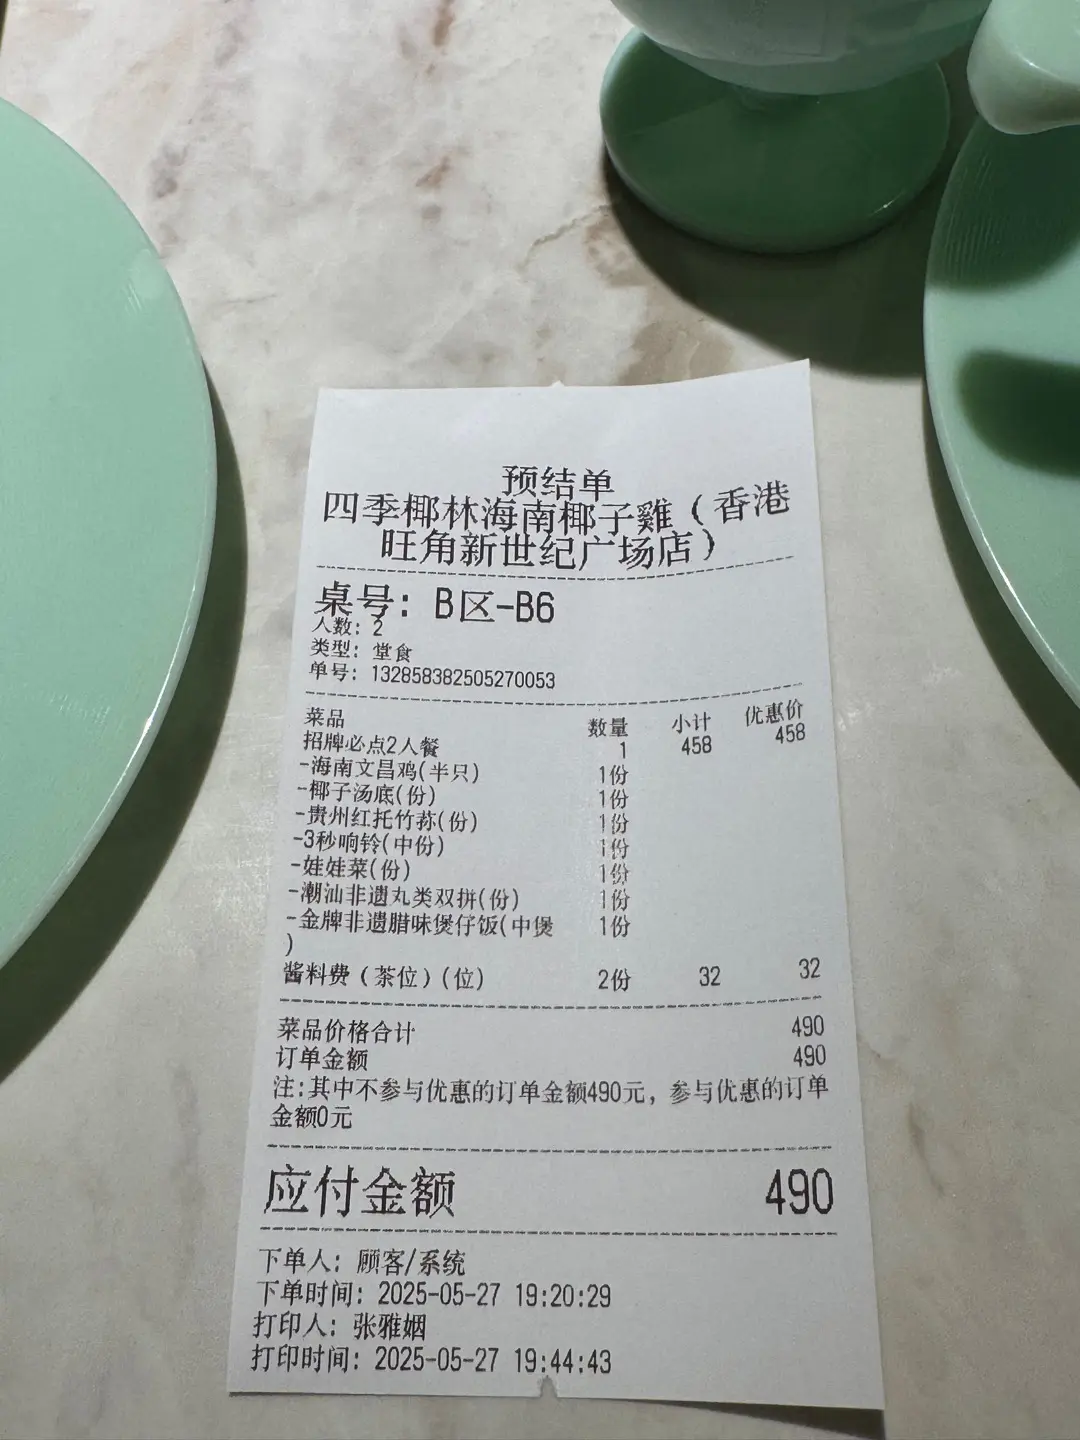 预结单
四季椰林海南椰子雞（香港
旺角新世纪广场店）
桌号: B区-B6
人数: 2
类型: 堂食
单号: 132858382505270053
菜品 数量 小计 优惠价
招牌必点2人餐 1 458 458
-海南文昌鸡(半只) 1份
-椰子汤底(份) 1份
-贵州红托竹荪(份) 1份
-3秒响铃(中份) 1份
-娃娃菜(份) 1份
-潮汕非遗丸类双拼(份) 1份
-金牌非遗腊味煲仔饭(中煲 1份
)
酱料费（茶位）(位) 2份 32 32
菜品价格合计 490
订单金额 490
注:其中不参与优惠的订单金额490元，参与优惠的订单
金额0元
应付金额 490
下单人: 顾客/系统
下单时间: 2025-05-27 19:20:29
打印人: 张雅姻
打印时间: 2025-05-27 19:44:43